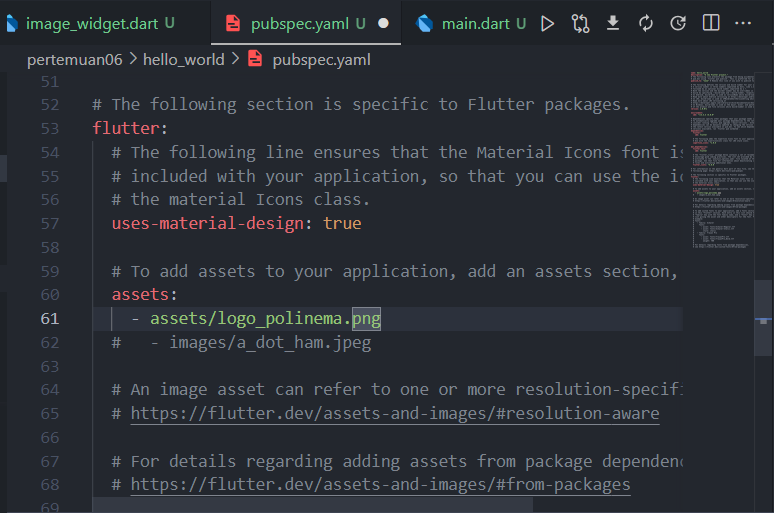 image_widget.dart U
pubspec.yaml U
main.dart U
pertemuan06 > hello_world > pubspec.yaml
51
52 # The following section is specific to Flutter packages.
53 flutter:
54 # The following line ensures that the Material Icons font is
55 # included with your application, so that you can use the ic
56 # the material Icons class.
57 uses-material-design: true
58
59 # To add assets to your application, add an assets section,
60 assets:
61 - assets/logo_polinema.png
62 # - images/a_dot_ham.jpeg
63
64 # An image asset can refer to one or more resolution-specifi
65 # https://flutter.dev/assets-and-images/#resolution-aware
66
67 # For details regarding adding assets from package dependenc
68 # https://flutter.dev/assets-and-images/#from-packages
69